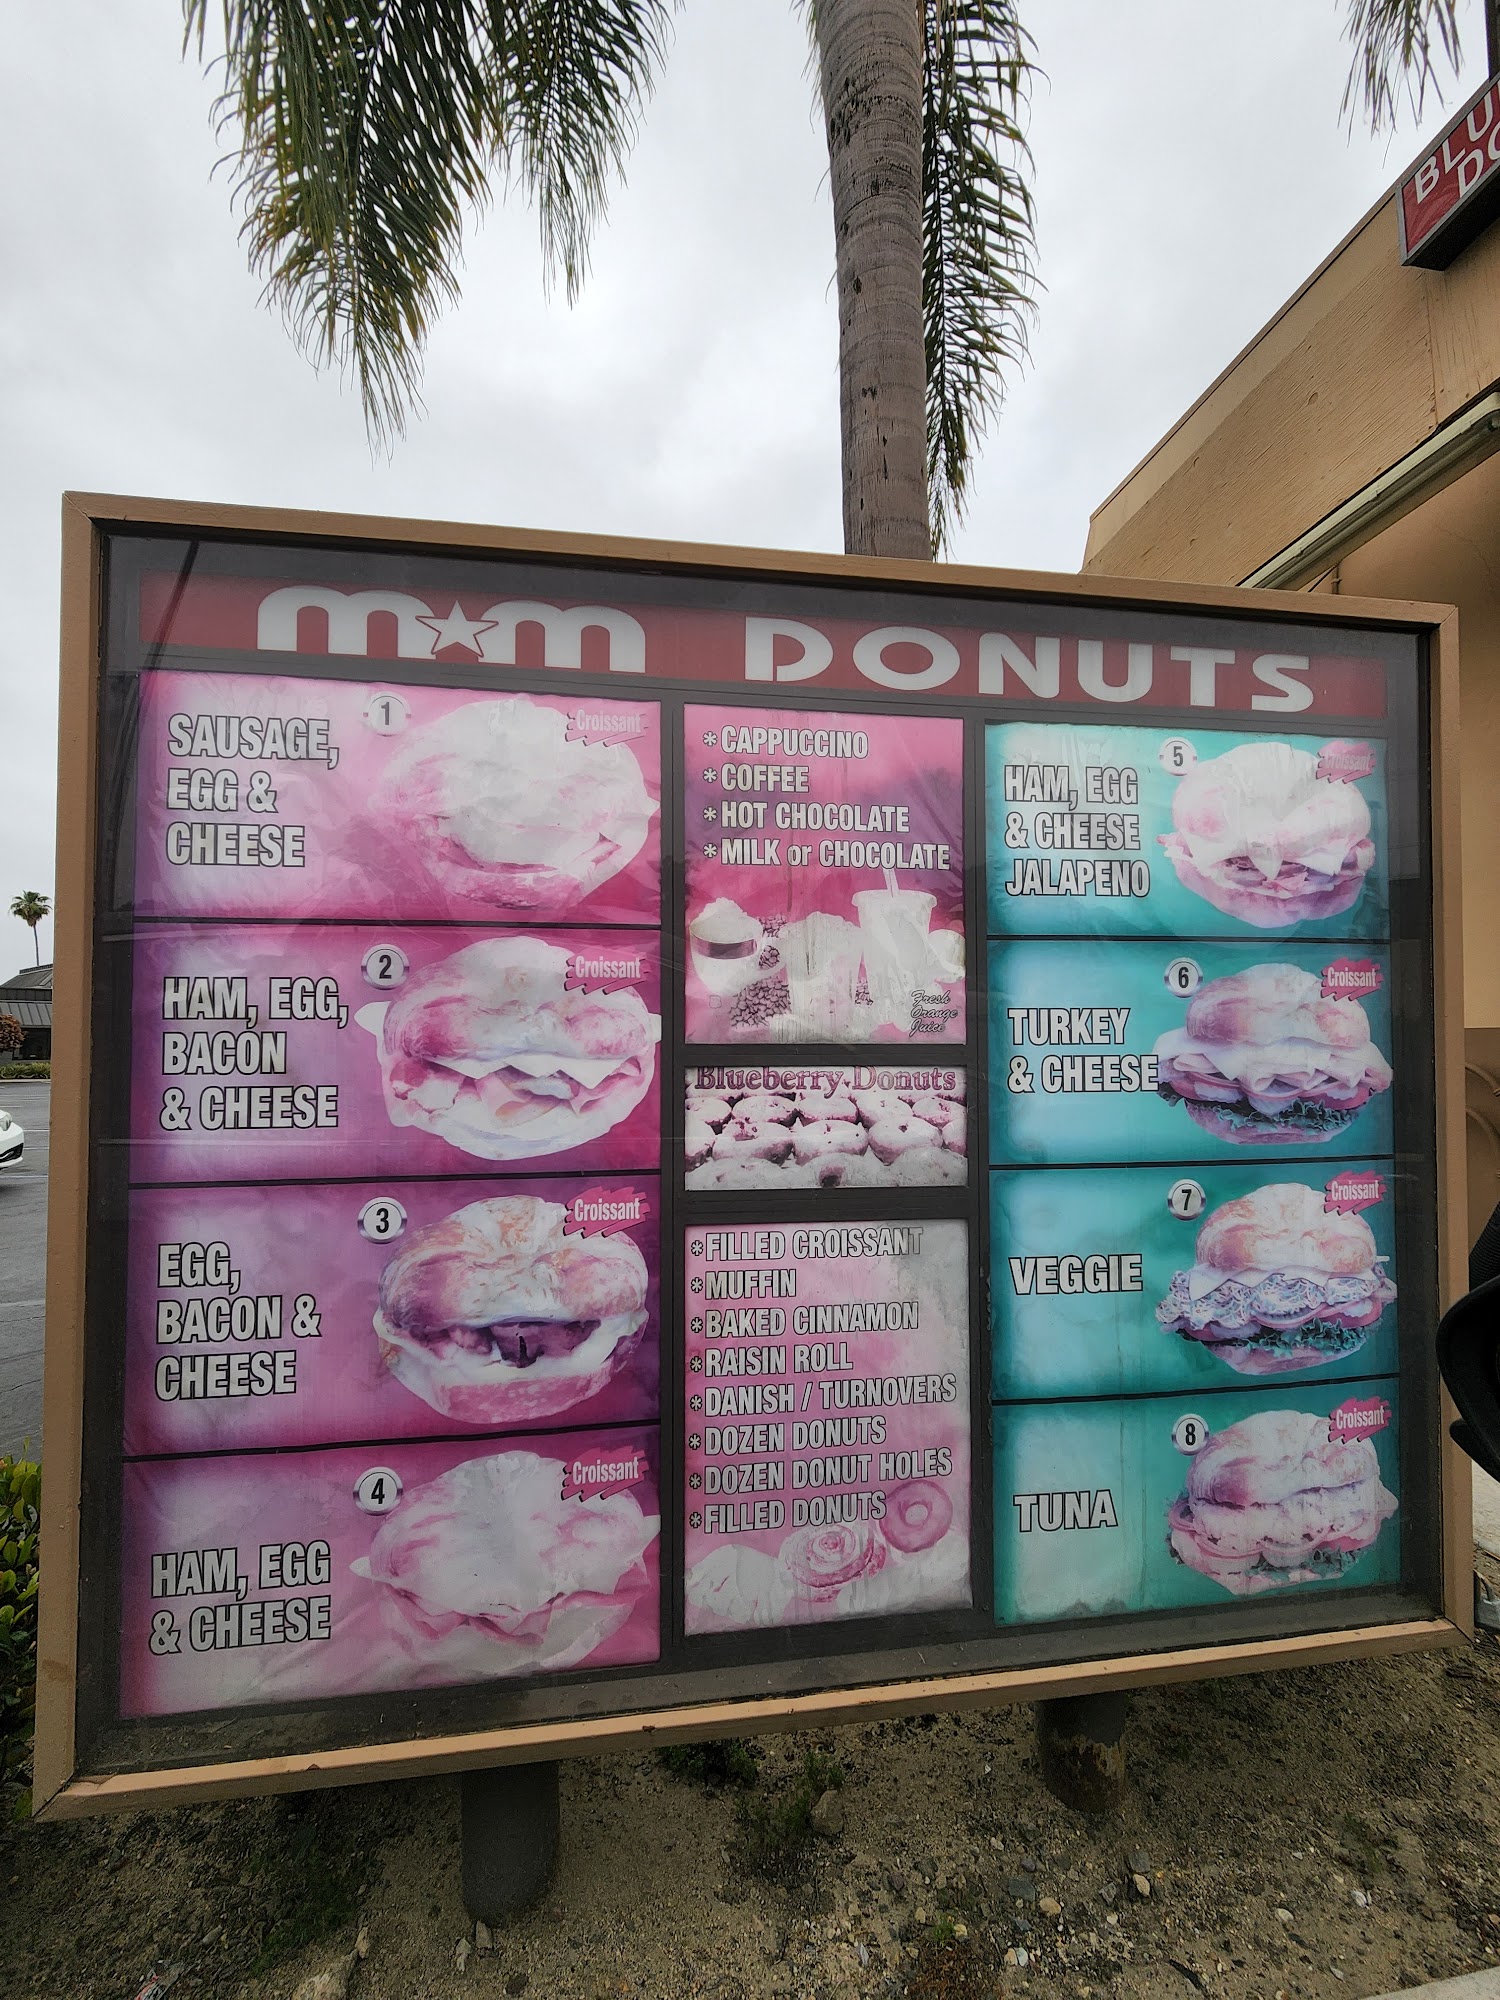 BLU
DO
M★M DONUTS
1
Croissant
SAUSAGE,
EGG &
CHEESE
2
Croissant
HAM, EGG,
BACON
& CHEESE
3
Croissant
EGG,
BACON &
CHEESE
4
Croissant
HAM, EGG
& CHEESE
* CAPPUCCINO
* COFFEE
* HOT CHOCOLATE
* MILK or CHOCOLATE
Fresh
Orange
Juice
Blueberry Donuts
* FILLED CROISSANT
* MUFFIN
* BAKED CINNAMON
* RAISIN ROLL
* DANISH / TURNOVERS
* DOZEN DONUTS
* DOZEN DONUT HOLES
* FILLED DONUTS
5
Croissant
HAM, EGG
& CHEESE
JALAPENO
6
Croissant
TURKEY
& CHEESE
7
Croissant
VEGGIE
8
Croissant
TUNA